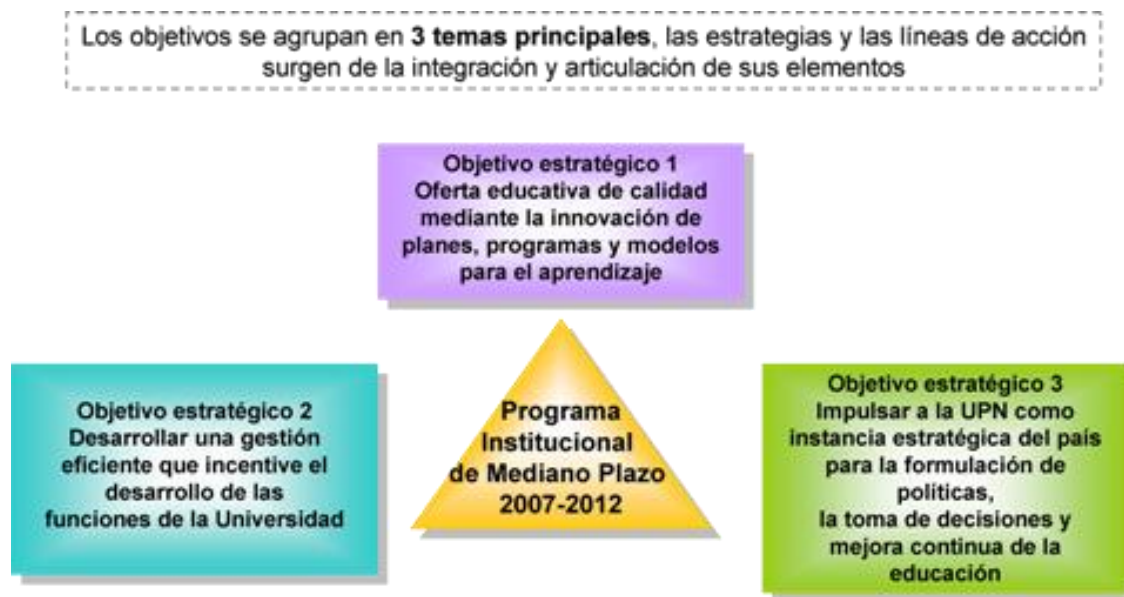 Los objetivos se agrupan en 3 temas principales, las estrategias y las líneas de acción
surgen de la integración y articulación de sus elementos
Objetivo estratégico 1
Oferta educativa de calidad
mediante la innovación de
planes, programas y modelos
para el aprendizaje
Objetivo estratégico 2
Desarrollar una gestión
eficiente que incentive el
desarrollo de las
funciones de la Universidad
Programa
Institucional
de Mediano Plazo
2007-2012
Objetivo estratégico 3
Impulsar a la UPN como
instancia estratégica del país
para la formulación de
políticas,
la toma de decisiones y
mejora continua de la
educación